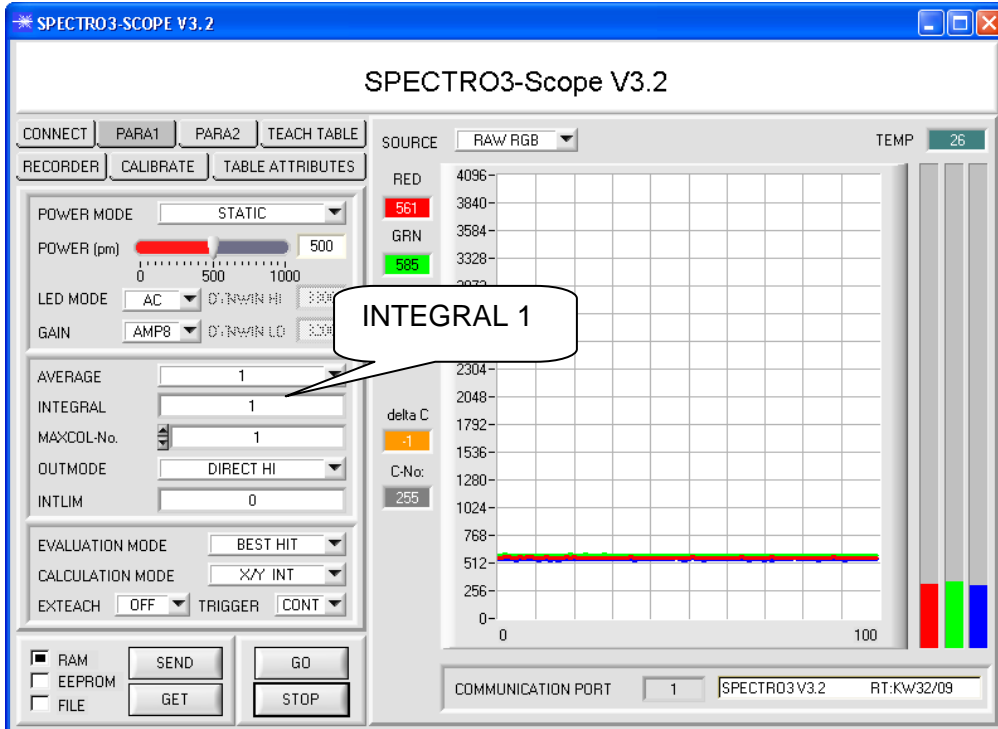 SPECTRO3-SCOPE V3.2
SPECTRO3-Scope V3.2
CONNECT PARA1 PARA2 TEACH TABLE
RECORDER CALIBRATE TABLE ATTRIBUTES
POWER MODE STATIC
POWER (pm) 500
0 500 1000
LED MODE AC DYNWIN HI
GAIN AMP8 DYNWIN LO
AVERAGE 1
INTEGRAL 1
MAXCOL-No. 1
OUTMODE DIRECT HI
INTLIM 0
EVALUATION MODE BEST HIT
CALCULATION MODE X/Y INT
EXTEACH OFF TRIGGER CONT
RAM
EEPROM
FILE
SEND
GET
GO
STOP
SOURCE RAW RGB
TEMP 26
RED
561
GRN
585
INTEGRAL 1
delta C
-1
C-No:
255
4096
3840
3584
3328
2304
2048
1792
1536
1280
1024
768
512
256
0
0 100
COMMUNICATION PORT 1 SPECTRO3 V3.2 RT:KW32/09